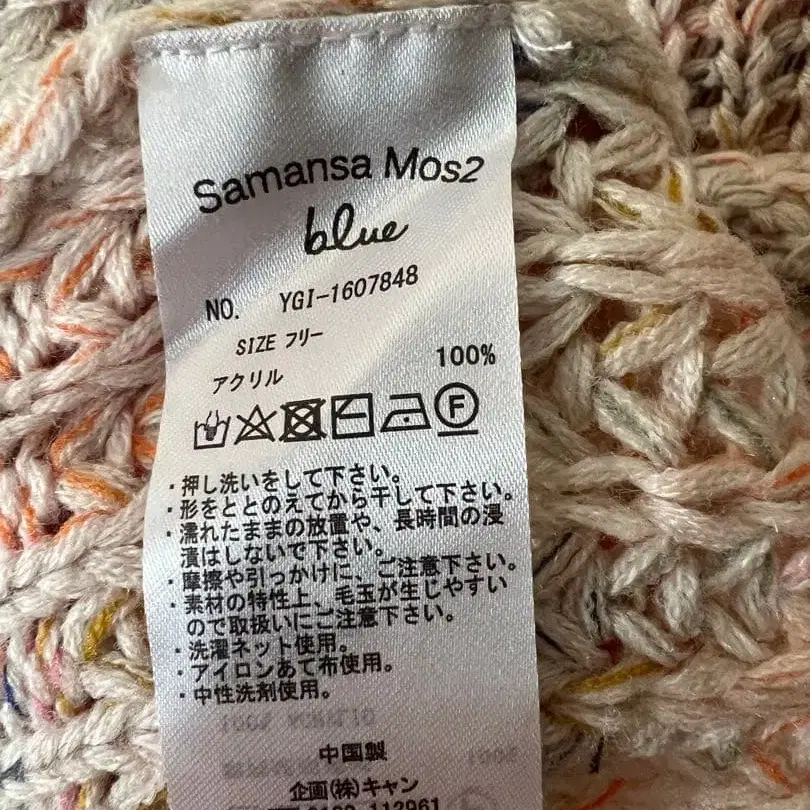 Samansa Mos2
blue
NO. YGI-1607848
SIZE フリー
アクリル 100%
F
・押し洗いをして下さい。
・形をととのえてから干して下さい。
・濡れたままの放置や、長時間の浸
漬はしないで下さい。
・摩擦や引っかけに、ご注意下さい。
・素材の特性上、毛玉が生じやすい
ので取扱いにご注意下さい。
・洗濯ネット使用。
・アイロンあて布使用。
・中性洗剤使用。
中国製
企画(株)キャン